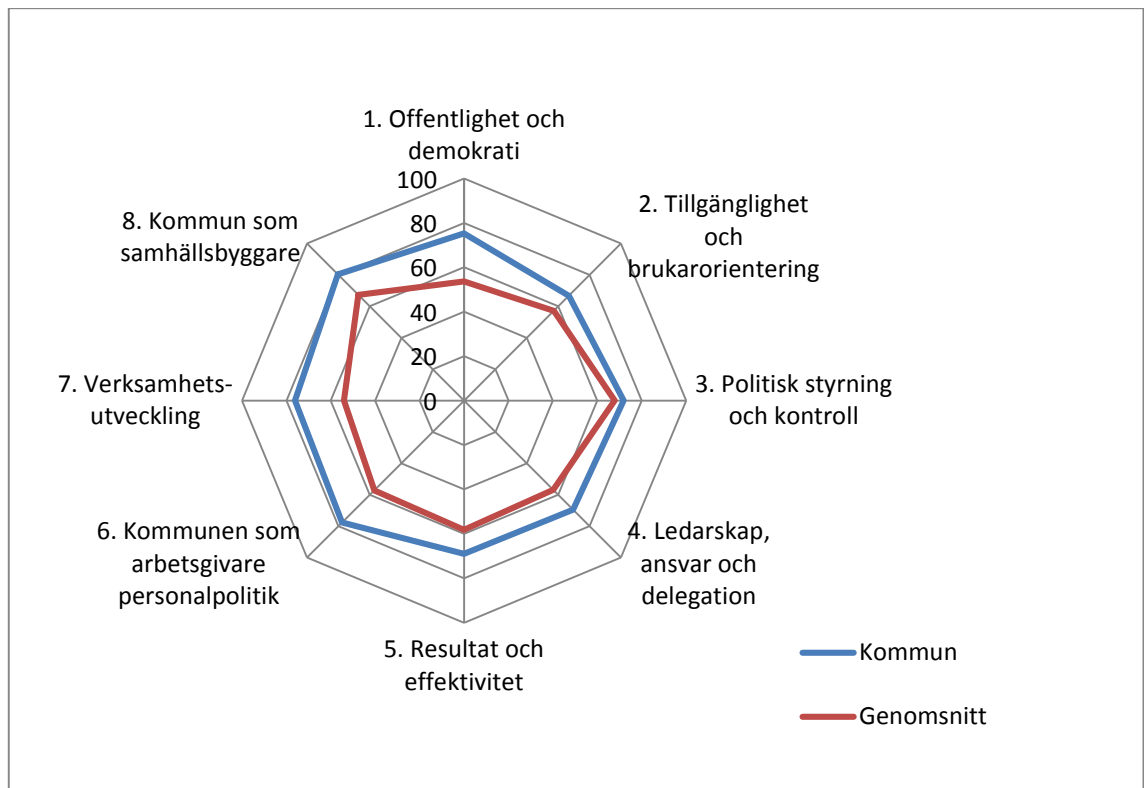 1. Offentlighet och
demokrati
2. Tillgänglighet
och
brukarorientering
3. Politisk styrning
och kontroll
4. Ledarskap,
ansvar och
delegation
5. Resultat och
effektivitet
6. Kommunen som
arbetsgivare
personalpolitik
7. Verksamhets-
utveckling
8. Kommun som
samhällsbyggare
100
80
60
40
20
0
Kommun
Genomsnitt